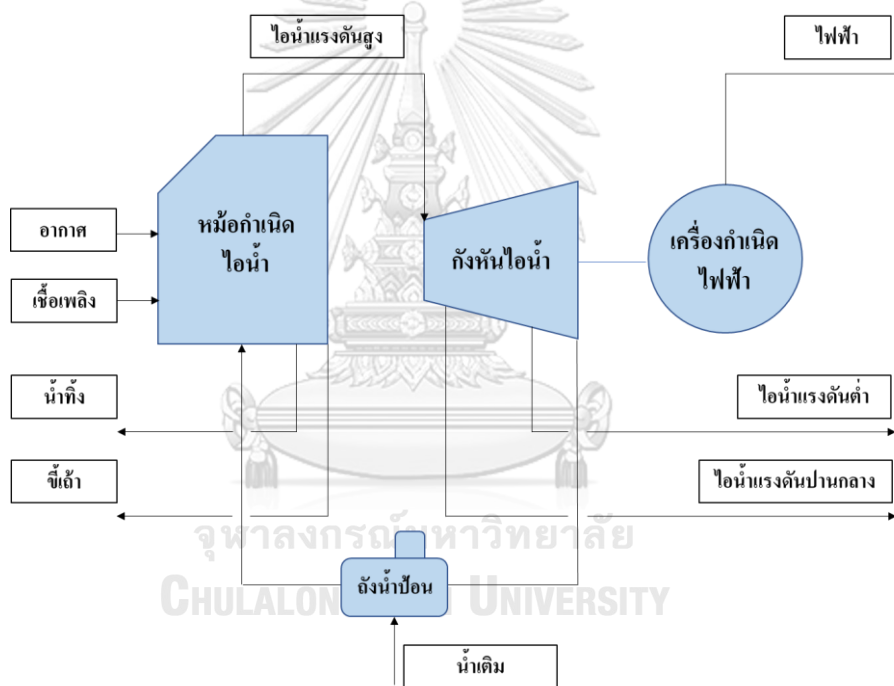 ไอน้ำแรงดันสูง
ไฟฟ้า
อากาศ
หม้อกำเนิด
ไอน้ำ
กังหันไอน้ำ
เครื่องกำเนิด
ไฟฟ้า
เชื้อเพลิง
น้ำทิ้ง
ไอน้ำแรงดันต่ำ
ขี้เถ้า
ไอน้ำแรงดันปานกลาง
จุฬาลงกรณ์มหาวิทยาลัย
ถังน้ำป้อน
CHULALON UNIVERSITY
น้ำเติม